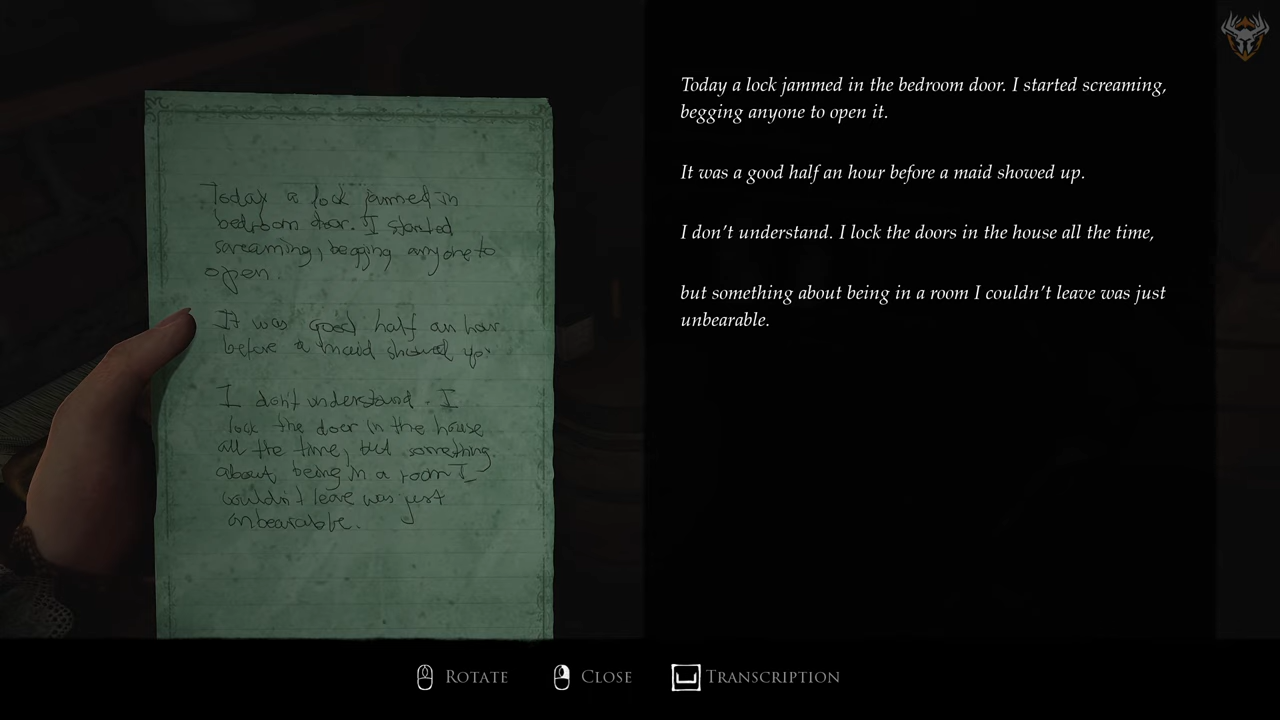 Today a lock jammed in
bedroom door. I started
screaming, begging anyone to
open
It was good half an hour
before a maid showed up.
I don't understand. I
lock the door in the house
all the time, but something
about being in a room I
couldn't leave was just
unbearable.
Today a lock jammed in the bedroom door. I started screaming,
begging anyone to open it.
It was a good half an hour before a maid showed up.
I don't understand. I lock the doors in the house all the time,
but something about being in a room I couldn't leave was just
unbearable.
ROTATE
CLOSE
TRANSCRIPTION